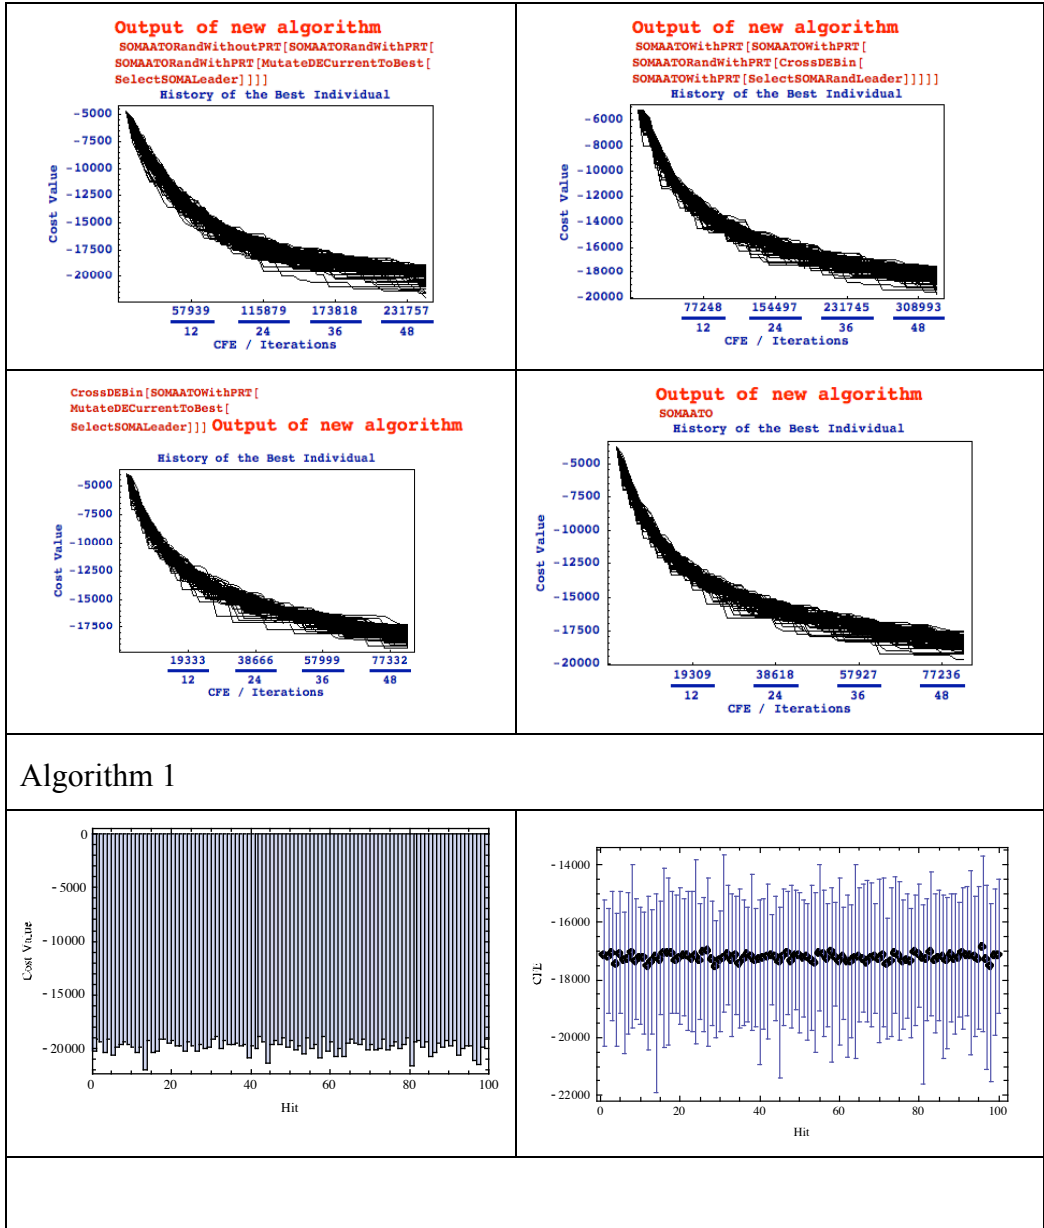 Output of new algorithm
SOMAATORandWithoutPRT[SOMAATORandWithPRT[
SOMAATORandWithPRT[MutateDECurrentToBest[
SelectSOMALeader]]]]
History of the Best Individual
-5000
-7500
-10000
-12500
-15000
-17500
-20000
Cost Value
57939 115879 173818 231757
12 24 36 48
CFE / Iterations
Output of new algorithm
SOMAATOWithPRT[SOMAATOWithPRT[
SOMAATORandWithPRT[CrossDEBin[
SOMAATOWithPRT[SelectSOMARandLeader]]]]]
History of the Best Individual
-6000
-8000
-10000
-12000
-14000
-16000
-18000
-20000
Cost Value
77248 154497 231745 308993
12 24 36 48
CFE / Iterations
CrossDEBin[SOMAATOWithPRT[
MutateDECurrentToBest[
SelectSOMALeader]]] Output of new algorithm
History of the Best Individual
-5000
-7500
-10000
-12500
-15000
-17500
Cost Value
19333 38666 57999 77332
12 24 36 48
CFE / Iterations
Output of new algorithm
SOMAATO
History of the Best Individual
-5000
-7500
-10000
-12500
-15000
-17500
-20000
Cost Value
19309 38618 57927 77236
12 24 36 48
CFE / Iterations
Algorithm 1
0
-5000
-10000
-15000
-20000
Cost Value
0 20 40 60 80 100
Hit
-14000
-16000
-18000
-20000
-22000
CFE
0 20 40 60 80 100
Hit